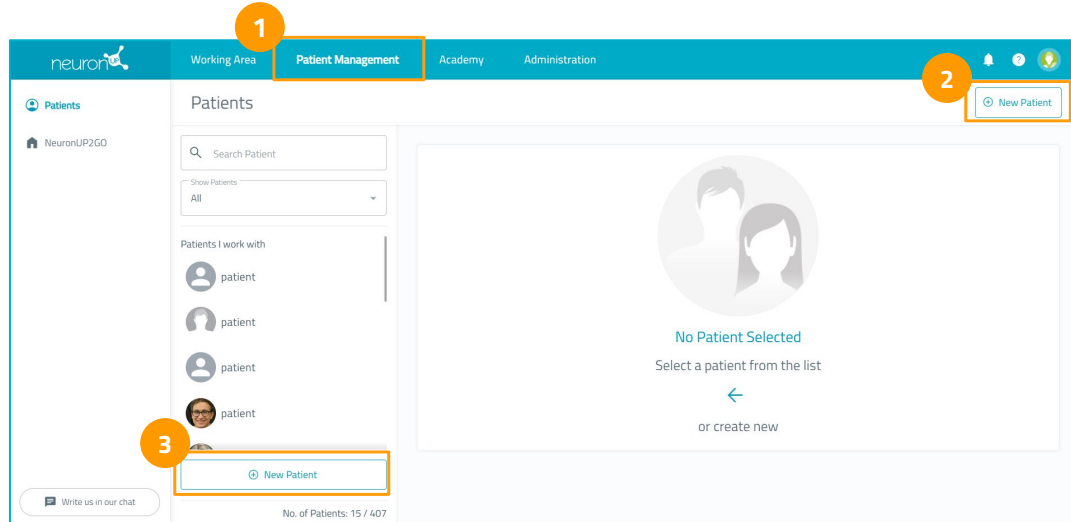 1
neuronUP
Working Area
Patient Management
Academy
Administration
2
Patients
Patients
New Patient
NeuronUP2GO
Search Patient
Show Patients
All
Patients I work with
patient
patient
patient
patient
No Patient Selected
Select a patient from the list
or create new
3
New Patient
Write us in our chat
No. of Patients: 15 / 407